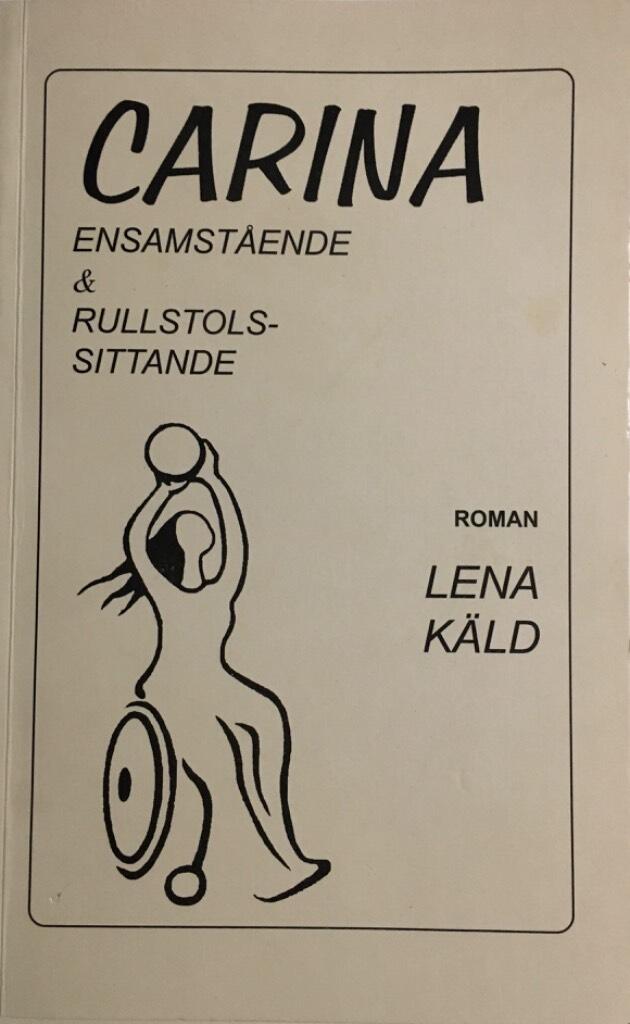 CARINA
ENSAMSTÅENDE
&
RULLSTOLS-
SITTANDE
ROMAN
LENA
KÄLD